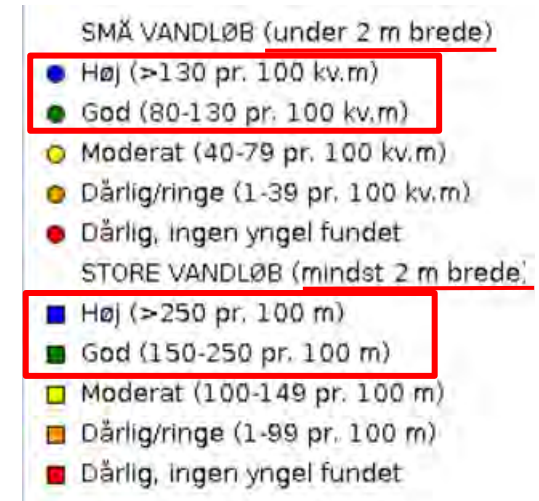 SMÅ VANDLØB (under 2 m brede)
Høj (>130 pr. 100 kv.m)
God (80-130 pr. 100 kv.m)
Moderat (40-79 pr. 100 kv.m)
Dårlig/ringe (1-39 pr. 100 kv.m)
Dårlig, ingen yngel fundet
STORE VANDLØB (mindst 2 m brede)
Høj (>250 pr. 100 m)
God (150-250 pr. 100 m)
Moderat (100-149 pr. 100 m)
Dårlig/ringe (1-99 pr. 100 m)
Dårlig, ingen yngel fundet